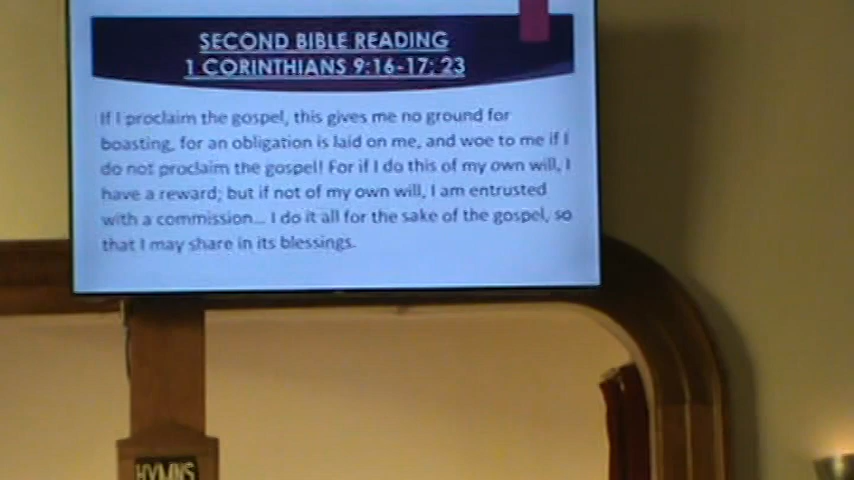 SECOND BIBLE READING
1 CORINTHIANS 9:16-17; 23
If I proclaim the gospel, this gives me no ground for
boasting, for an obligation is laid on me, and woe to me if I
do not proclaim the gospel! For if I do this of my own will, I
have a reward; but if not of my own will, I am entrusted
with a commission... I do it all for the sake of the gospel, so
that I may share in its blessings.
HYMNS